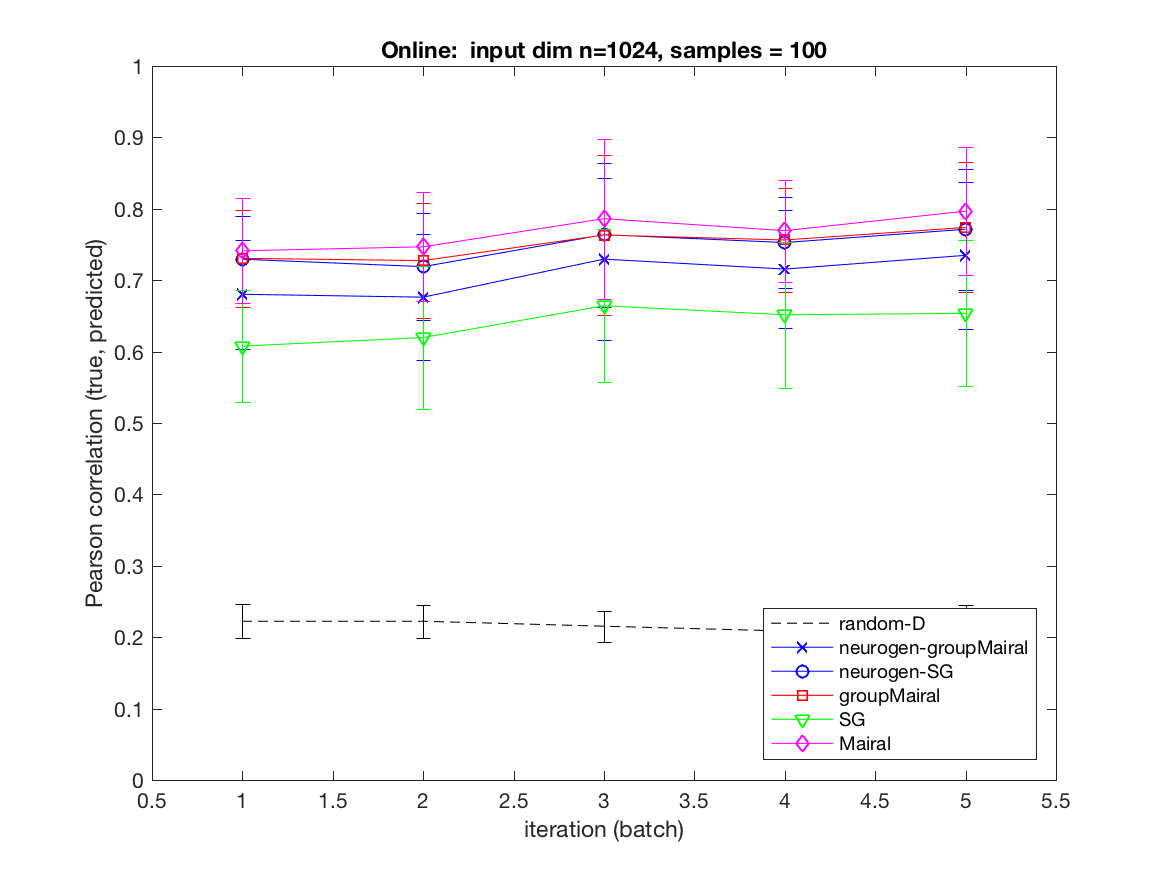 Online:  input dim n=1024, samples = 100
Pearson correlation (true, predicted)
1
0.9
0.8
0.7
0.6
0.5
0.4
0.3
0.2
0.1
0
random-D
neurogen-groupMairal
neurogen-SG
groupMairal
SG
Mairal
0.5 1 1.5 2 2.5 3 3.5 4 4.5 5 5.5
iteration (batch)